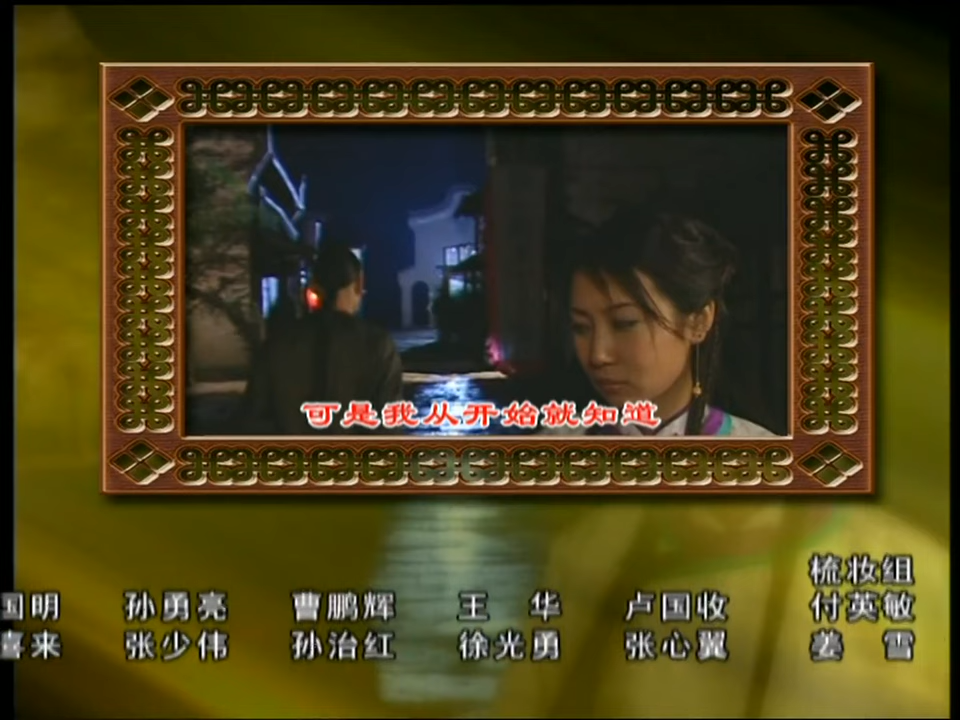 可是我从开始就知道
梳妆组
国明 孙勇亮 曹鹏辉 王 华 卢国收 付英敏
喜来 张少伟 孙治红 徐光勇 张心翼 姜 雪